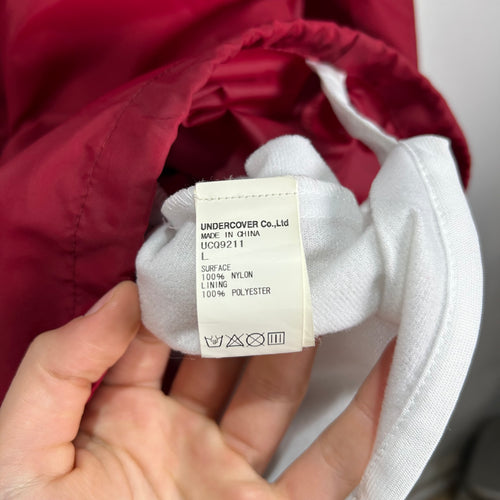 UNDERCOVER Co.,Ltd
MADE IN CHINA
UCQ9211
L
SURFACE
100% NYLON
LINING
100% POLYESTER